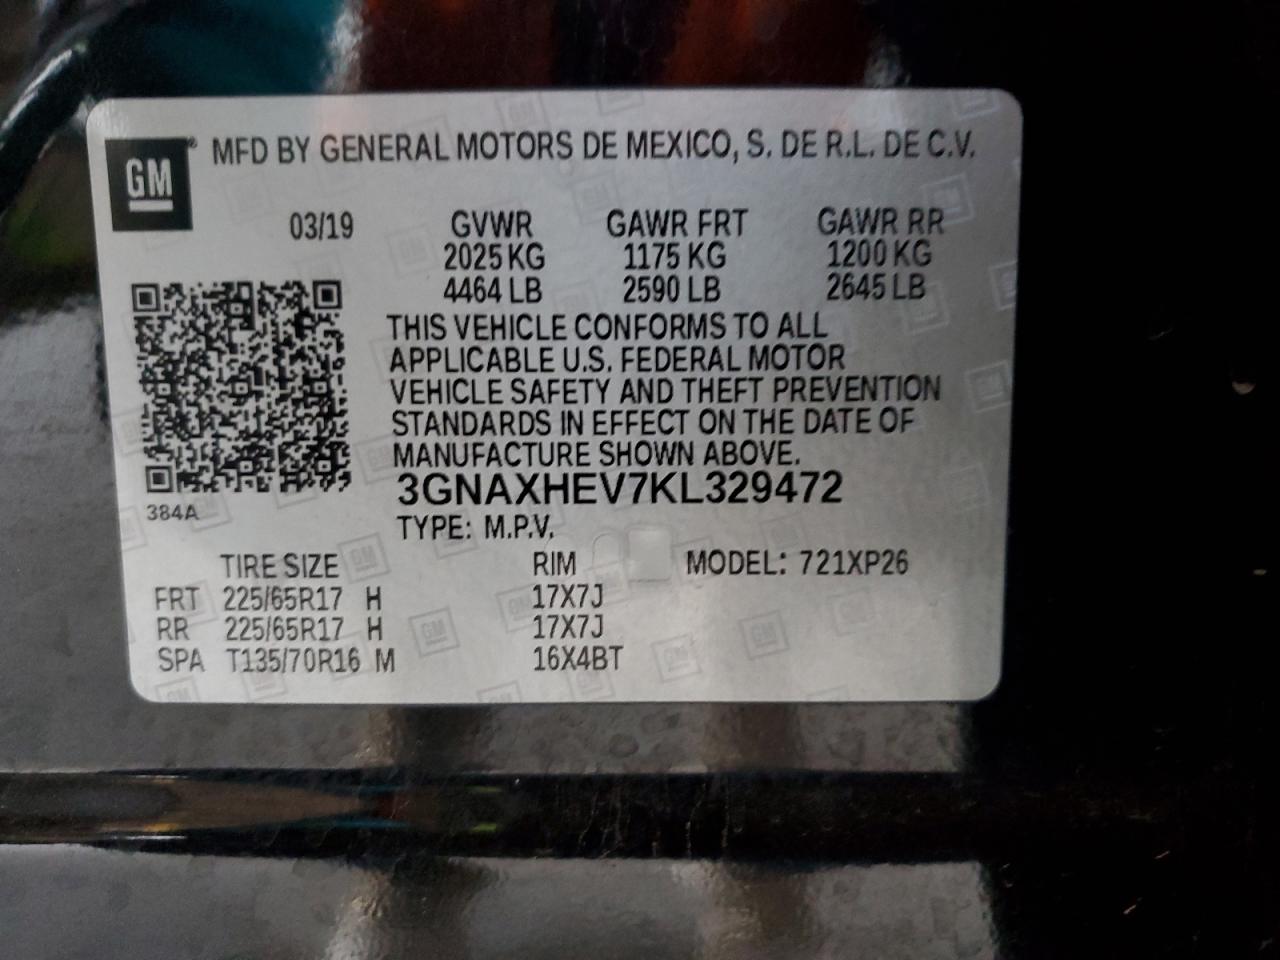 GM® MFD BY GENERAL MOTORS DE MEXICO, S. DE R.L. DE C.V.
03/19 GVWR GAWR FRT GAWR RR
2025 KG 1175 KG 1200 KG
4464 LB 2590 LB 2645 LB
THIS VEHICLE CONFORMS TO ALL
APPLICABLE U.S. FEDERAL MOTOR
VEHICLE SAFETY AND THEFT PREVENTION
STANDARDS IN EFFECT ON THE DATE OF
MANUFACTURE SHOWN ABOVE.
3GNAXHEV7KL329472
384A
TYPE: M.P.V.
TIRE SIZE RIM MODEL: 721XP26
FRT 225/65R17 H 17X7J
RR 225/65R17 H 17X7J
SPA T135/70R16 M 16X4BT